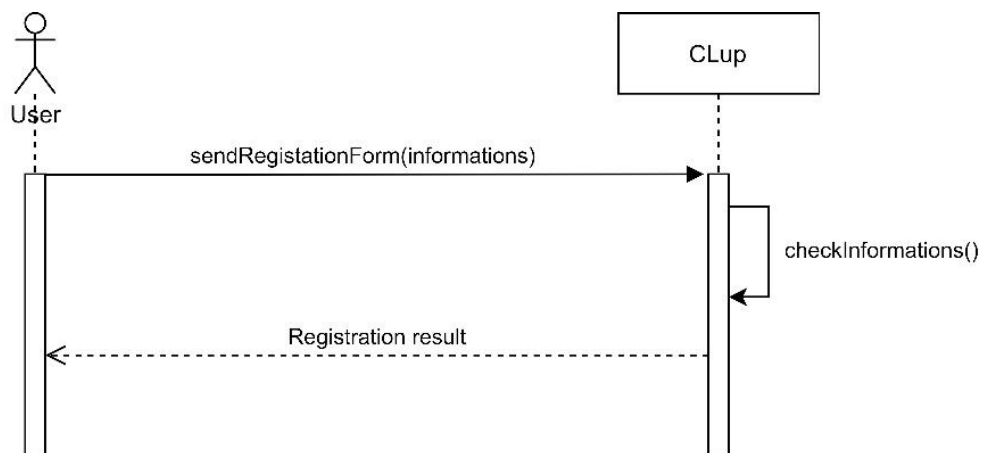 CLup
User
sendRegistationForm(informations)
checkInformations()
Registration result